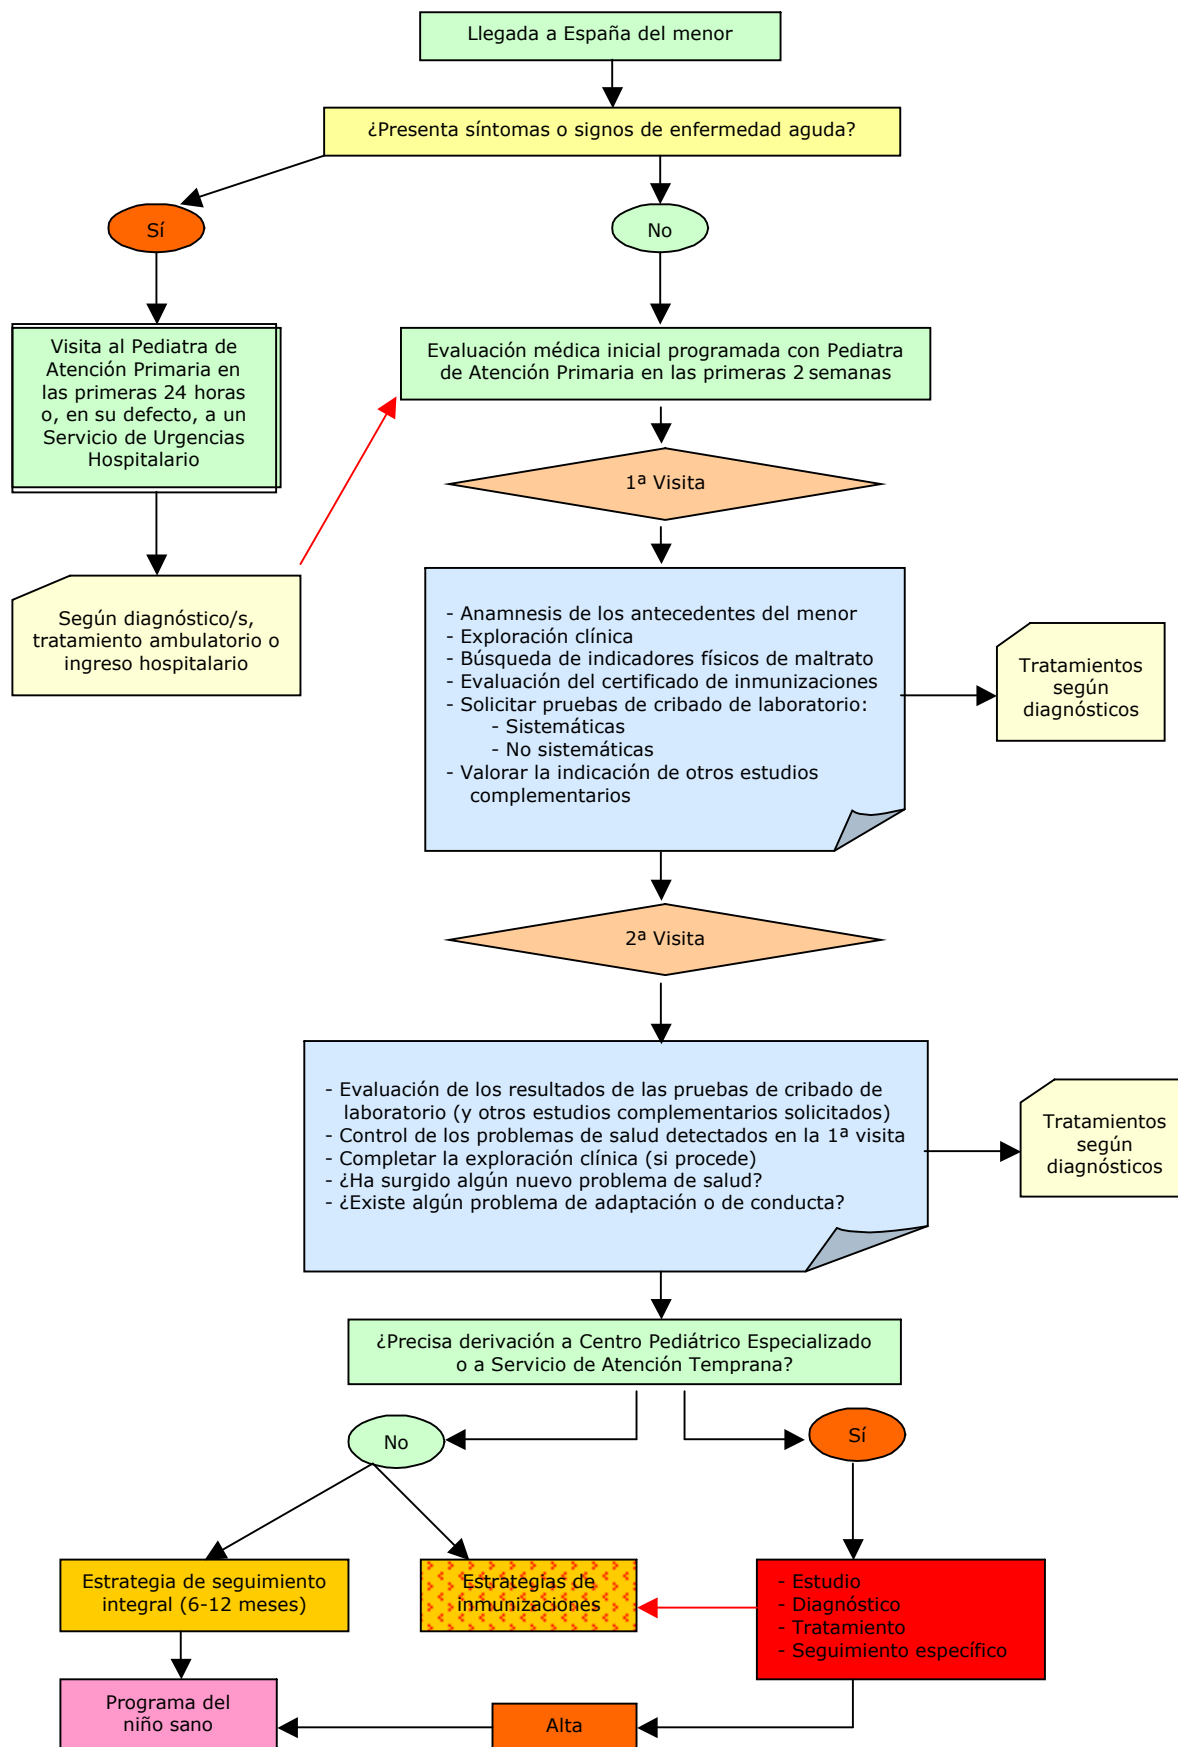 Llegada a España del menor
¿Presenta síntomas o signos de enfermedad aguda?
Sí
No
Visita al Pediatra de
Atención Primaria en
las primeras 24 horas
o, en su defecto, a un
Servicio de Urgencias
Hospitalario
Evaluación médica inicial programada con Pediatra
de Atención Primaria en las primeras 2 semanas
1ª Visita
Según diagnóstico/s,
tratamiento ambulatorio o
ingreso hospitalario
- Anamnesis de los antecedentes del menor
- Exploración clínica
- Búsqueda de indicadores físicos de maltrato
- Evaluación del certificado de inmunizaciones
- Solicitar pruebas de cribado de laboratorio:
- Sistemáticas
- No sistemáticas
- Valorar la indicación de otros estudios
complementarios
Tratamientos
según
diagnósticos
2ª Visita
- Evaluación de los resultados de las pruebas de cribado de
laboratorio (y otros estudios complementarios solicitados)
- Control de los problemas de salud detectados en la 1ª visita
- Completar la exploración clínica (si procede)
- ¿Ha surgido algún nuevo problema de salud?
- ¿Existe algún problema de adaptación o de conducta?
Tratamientos
según
diagnósticos
¿Precisa derivación a Centro Pediátrico Especializado
o a Servicio de Atención Temprana?
No
Sí
Estrategia de seguimiento
integral (6-12 meses)
Estrategias de
inmunizaciones
- Estudio
- Diagnóstico
- Tratamiento
- Seguimiento específico
Programa del
niño sano
Alta